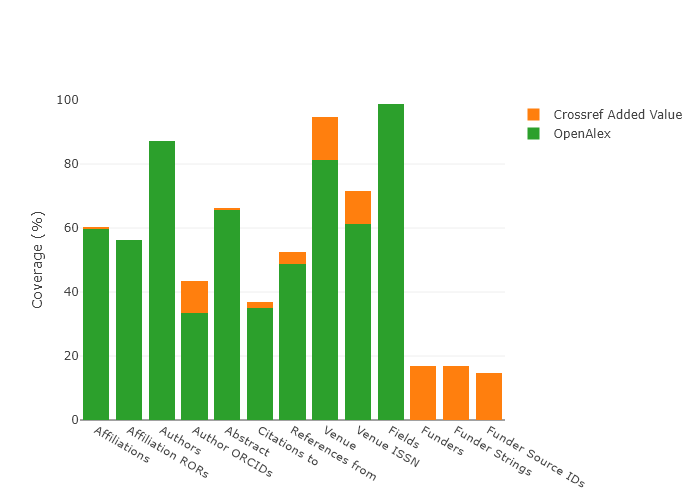 100
80
60
40
20
0
Coverage (%)
Crossref Added Value
OpenAlex
Affiliations
Affiliation RORs
Authors
Author ORCIDs
Abstract
Citations to
References from
Venue
Venue ISSN
Fields
Funders
Funder Strings
Funder Source IDs